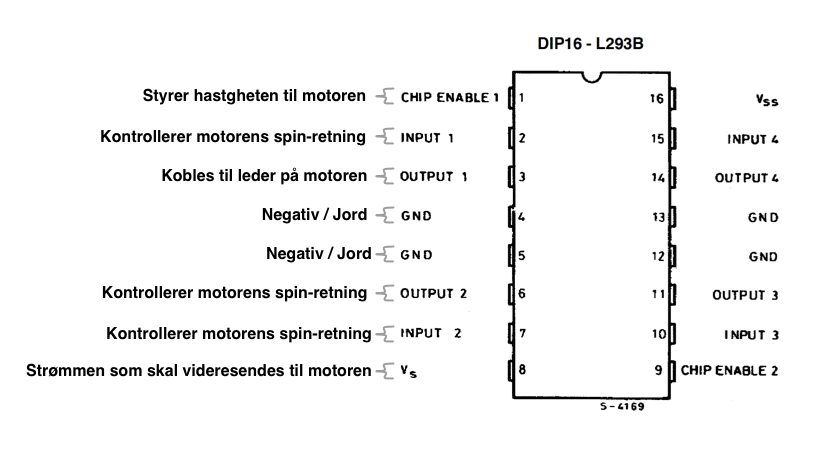 DIP16 - L293B
Styrer hastgheten til motoren CHIP ENABLE 1 1 16 Vss
Kontrollerer motorens spin-retning INPUT 1 2 15 INPUT 4
Kobles til leder på motoren OUTPUT 1 3 14 OUTPUT 4
Negativ / Jord GND 4 13 GND
Negativ / Jord GND 5 12 GND
Kontrollerer motorens spin-retning OUTPUT 2 6 11 OUTPUT 3
Kontrollerer motorens spin-retning INPUT 2 7 10 INPUT 3
Strømmen som skal videresendes til motoren Vs 8 9 CHIP ENABLE 2
S-4169